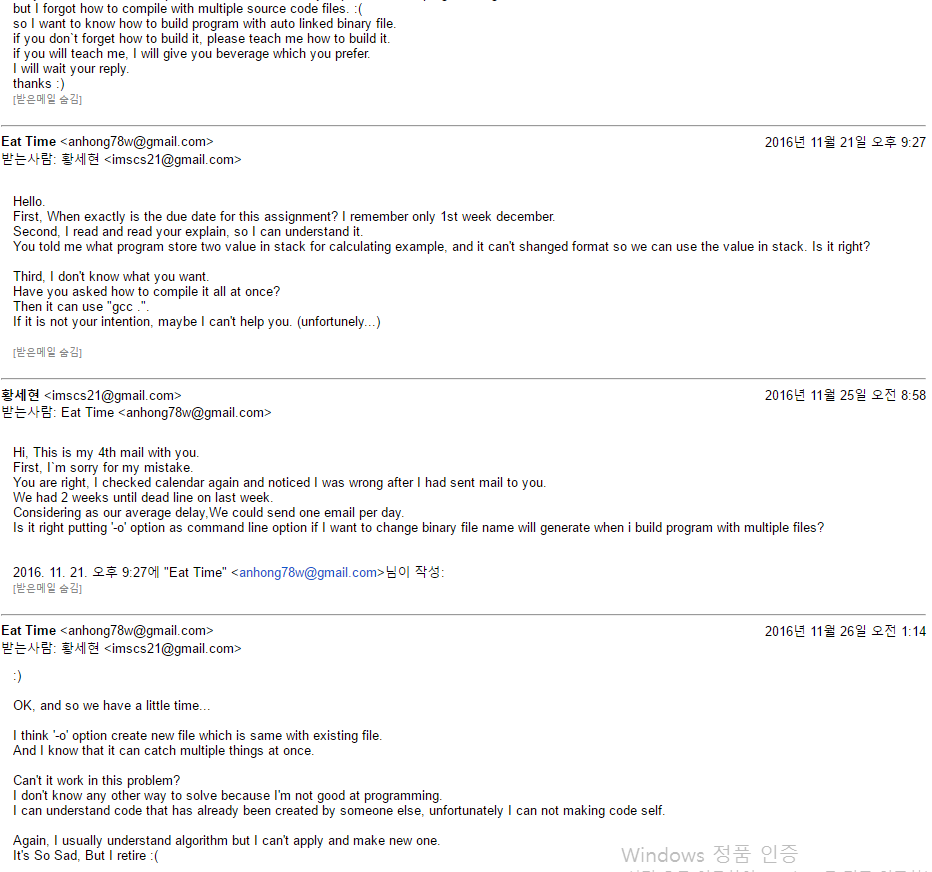 but I forgot how to compile with multiple source code files. :(
so I want to know how to build program with auto linked binary file.
if you don`t forget how to build it, please teach me how to build it.
if you will teach me, I will give you beverage which you prefer.
I will wait your reply.
thanks :)
[받은메일 숨김]
Eat Time <anhong78w@gmail.com> 2016년 11월 21일 오후 9:27
받는사람: 황세현 <imscs21@gmail.com>
Hello.
First, When exactly is the due date for this assignment? I remember only 1st week december.
Second, I read and read your explain, so I can understand it.
You told me what program store two value in stack for calculating example, and it can't shanged format so we can use the value in stack. Is it right?
Third, I don't know what you want.
Have you asked how to compile it all at once?
Then it can use "gcc .".
If it is not your intention, maybe I can't help you. (unfortunely...)
[받은메일 숨김]
황세현 <imscs21@gmail.com> 2016년 11월 25일 오전 8:58
받는사람: Eat Time <anhong78w@gmail.com>
Hi, This is my 4th mail with you.
First, I`m sorry for my mistake.
You are right, I checked calendar again and noticed I was wrong after I had sent mail to you.
We had 2 weeks until dead line on last week.
Considering as our average delay,We could send one email per day.
Is it right putting '-o' option as command line option if I want to change binary file name will generate when i build program with multiple files?
2016. 11. 21. 오후 9:27에 "Eat Time" <anhong78w@gmail.com>님이 작성:
[받은메일 숨김]
Eat Time <anhong78w@gmail.com> 2016년 11월 26일 오전 1:14
받는사람: 황세현 <imscs21@gmail.com>
:)
OK, and so we have a little time...
I think '-o' option create new file which is same with existing file.
And I know that it can catch multiple things at once.
Can't it work in this problem?
I don't know any other way to solve because I'm not good at programming.
I can understand code that has already been created by someone else, unfortunately I can not making code self.
Again, I usually understand algorithm but I can't apply and make new one.
It's So Sad, But I retire :(
Windows 정품 인증